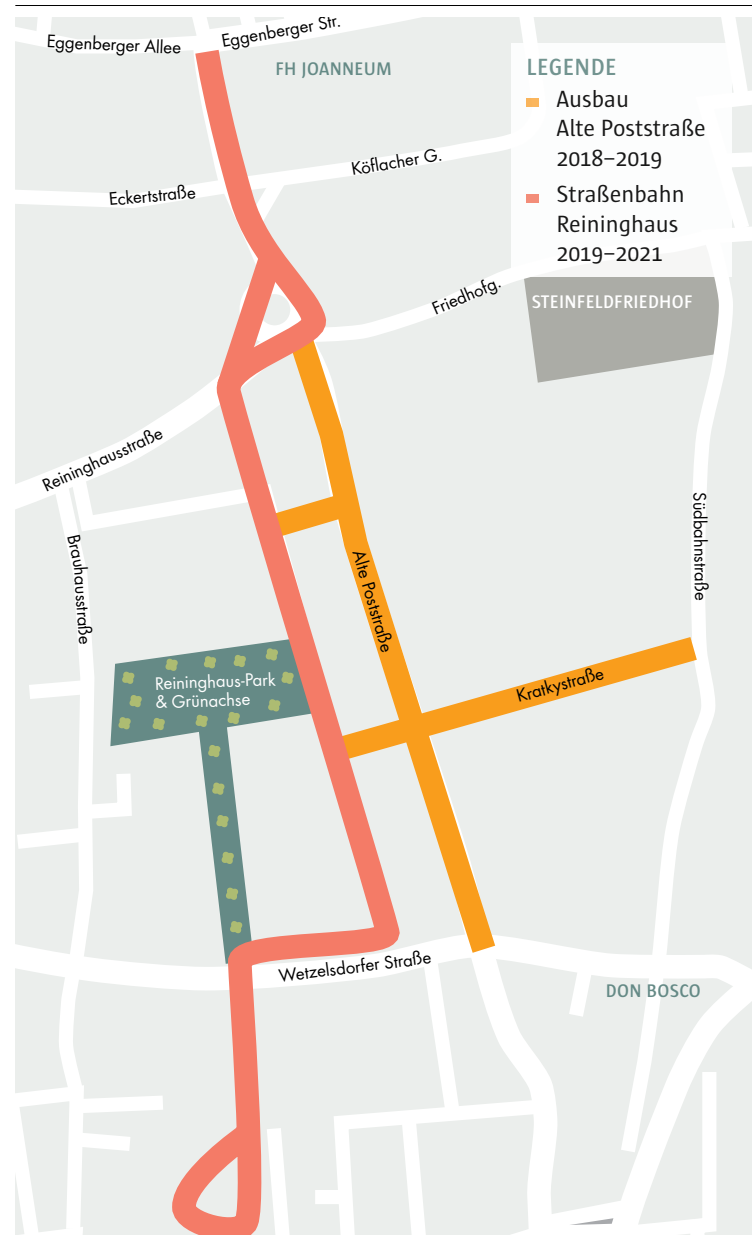 Eggenberger Allee
Eggenberger Str.
FH JOANNEUM
LEGENDE
Ausbau
Alte Poststraße
2018–2019
Straßenbahn
Reininghaus
2019–2021
Köflacher G.
Eckertstraße
Friedhofg.
STEINFELDFRIEDHOF
Reininghausstraße
Brauhausstraße
Südbahnstraße
Alte Poststraße
Reininghaus-Park
& Grünachse
Kratkystraße
Wetzelsdorfer Straße
DON BOSCO